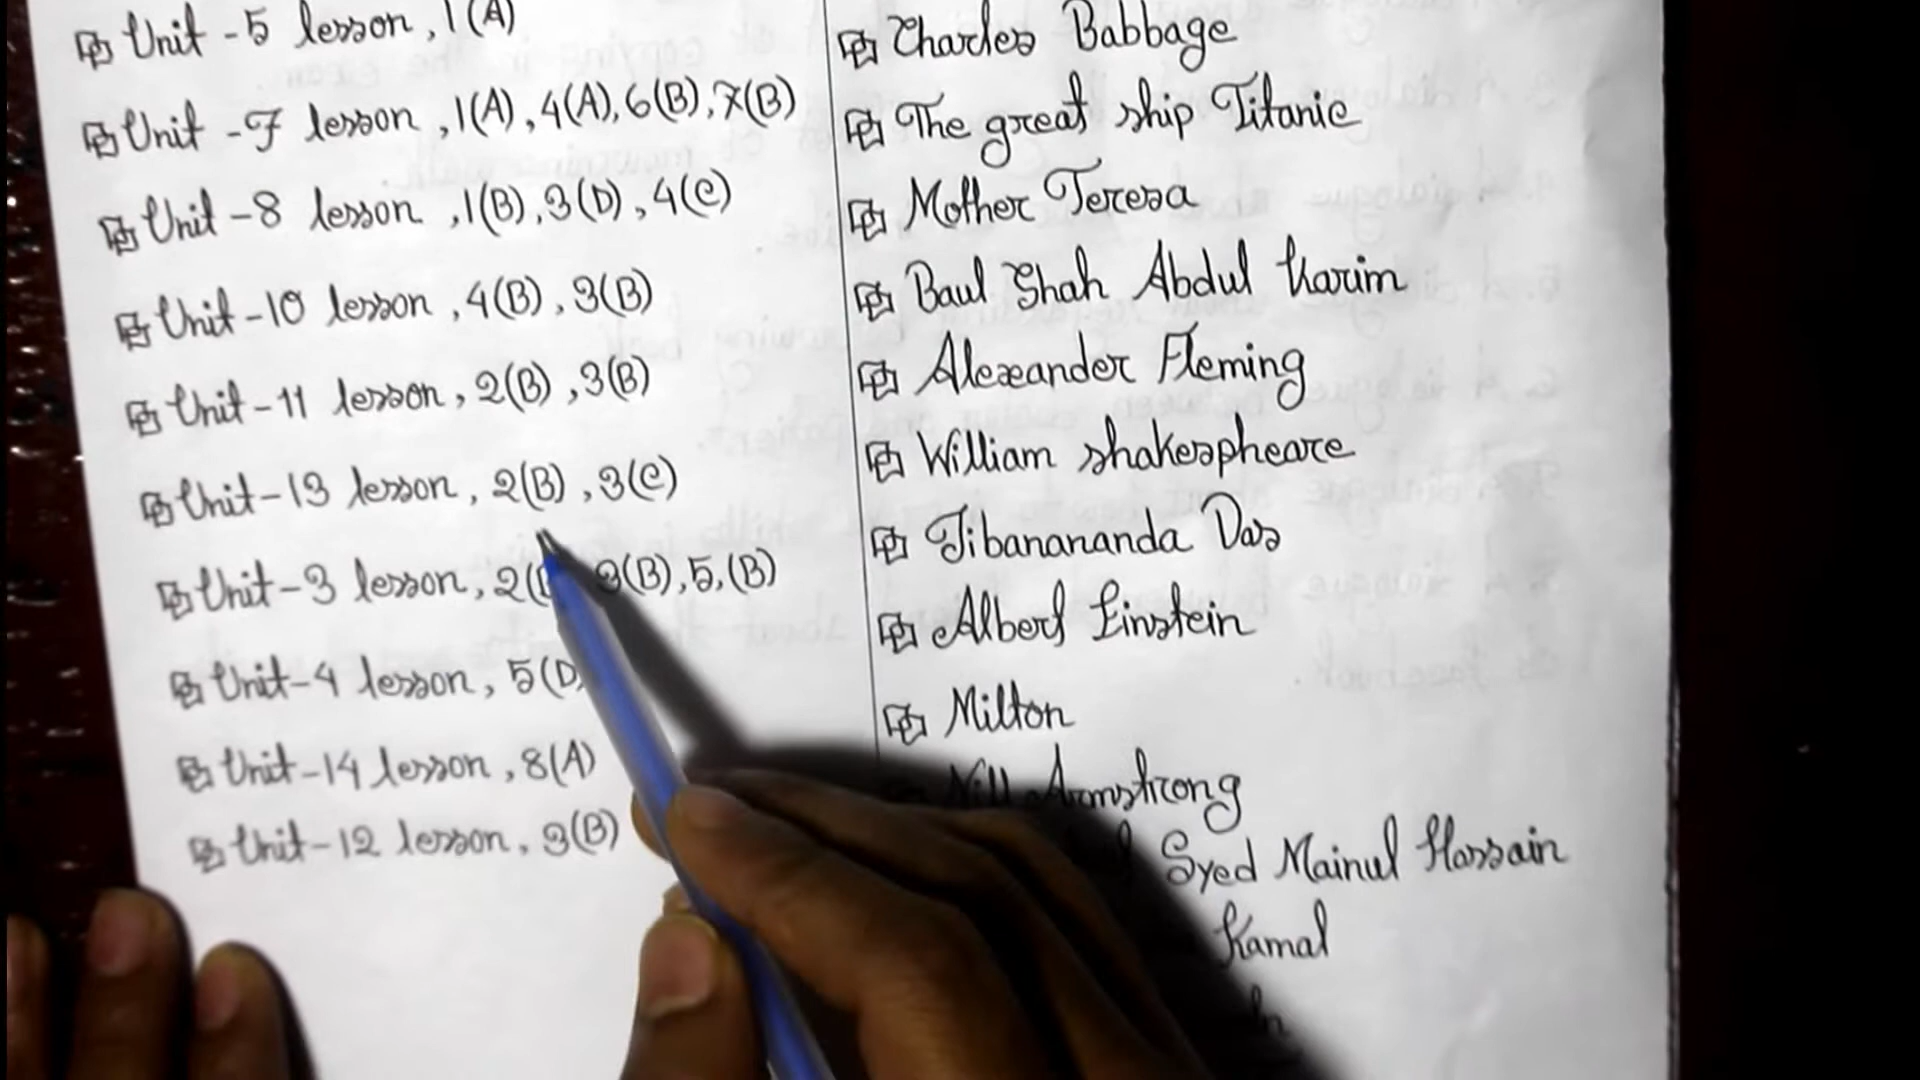 Unit - 5 lesson, 1(A)
Unit - 7 lesson, 1(A), 4(A), 6(B), 7(B)
Unit - 8 lesson, 1(B), 3(D), 4(C)
Unit - 10 lesson, 4(B), 3(B)
Unit - 11 lesson, 2(B), 3(B)
Unit - 13 lesson, 2(B), 3(C)
Unit - 3 lesson, 2( 3(B), 5,(B)
Unit - 4 lesson, 5(D
Unit - 14 lesson, 8(A)
Unit - 12 lesson, 3(B)
Charles Babbage
The great ship Titanic
Mother Teresa
Baul Shah Abdul Karim
Alexander Fleming
William shakespheare
Jibanananda Das
Albert Einstein
Milton
Nill Armstrong
Syed Mainul Hossain
Kamal